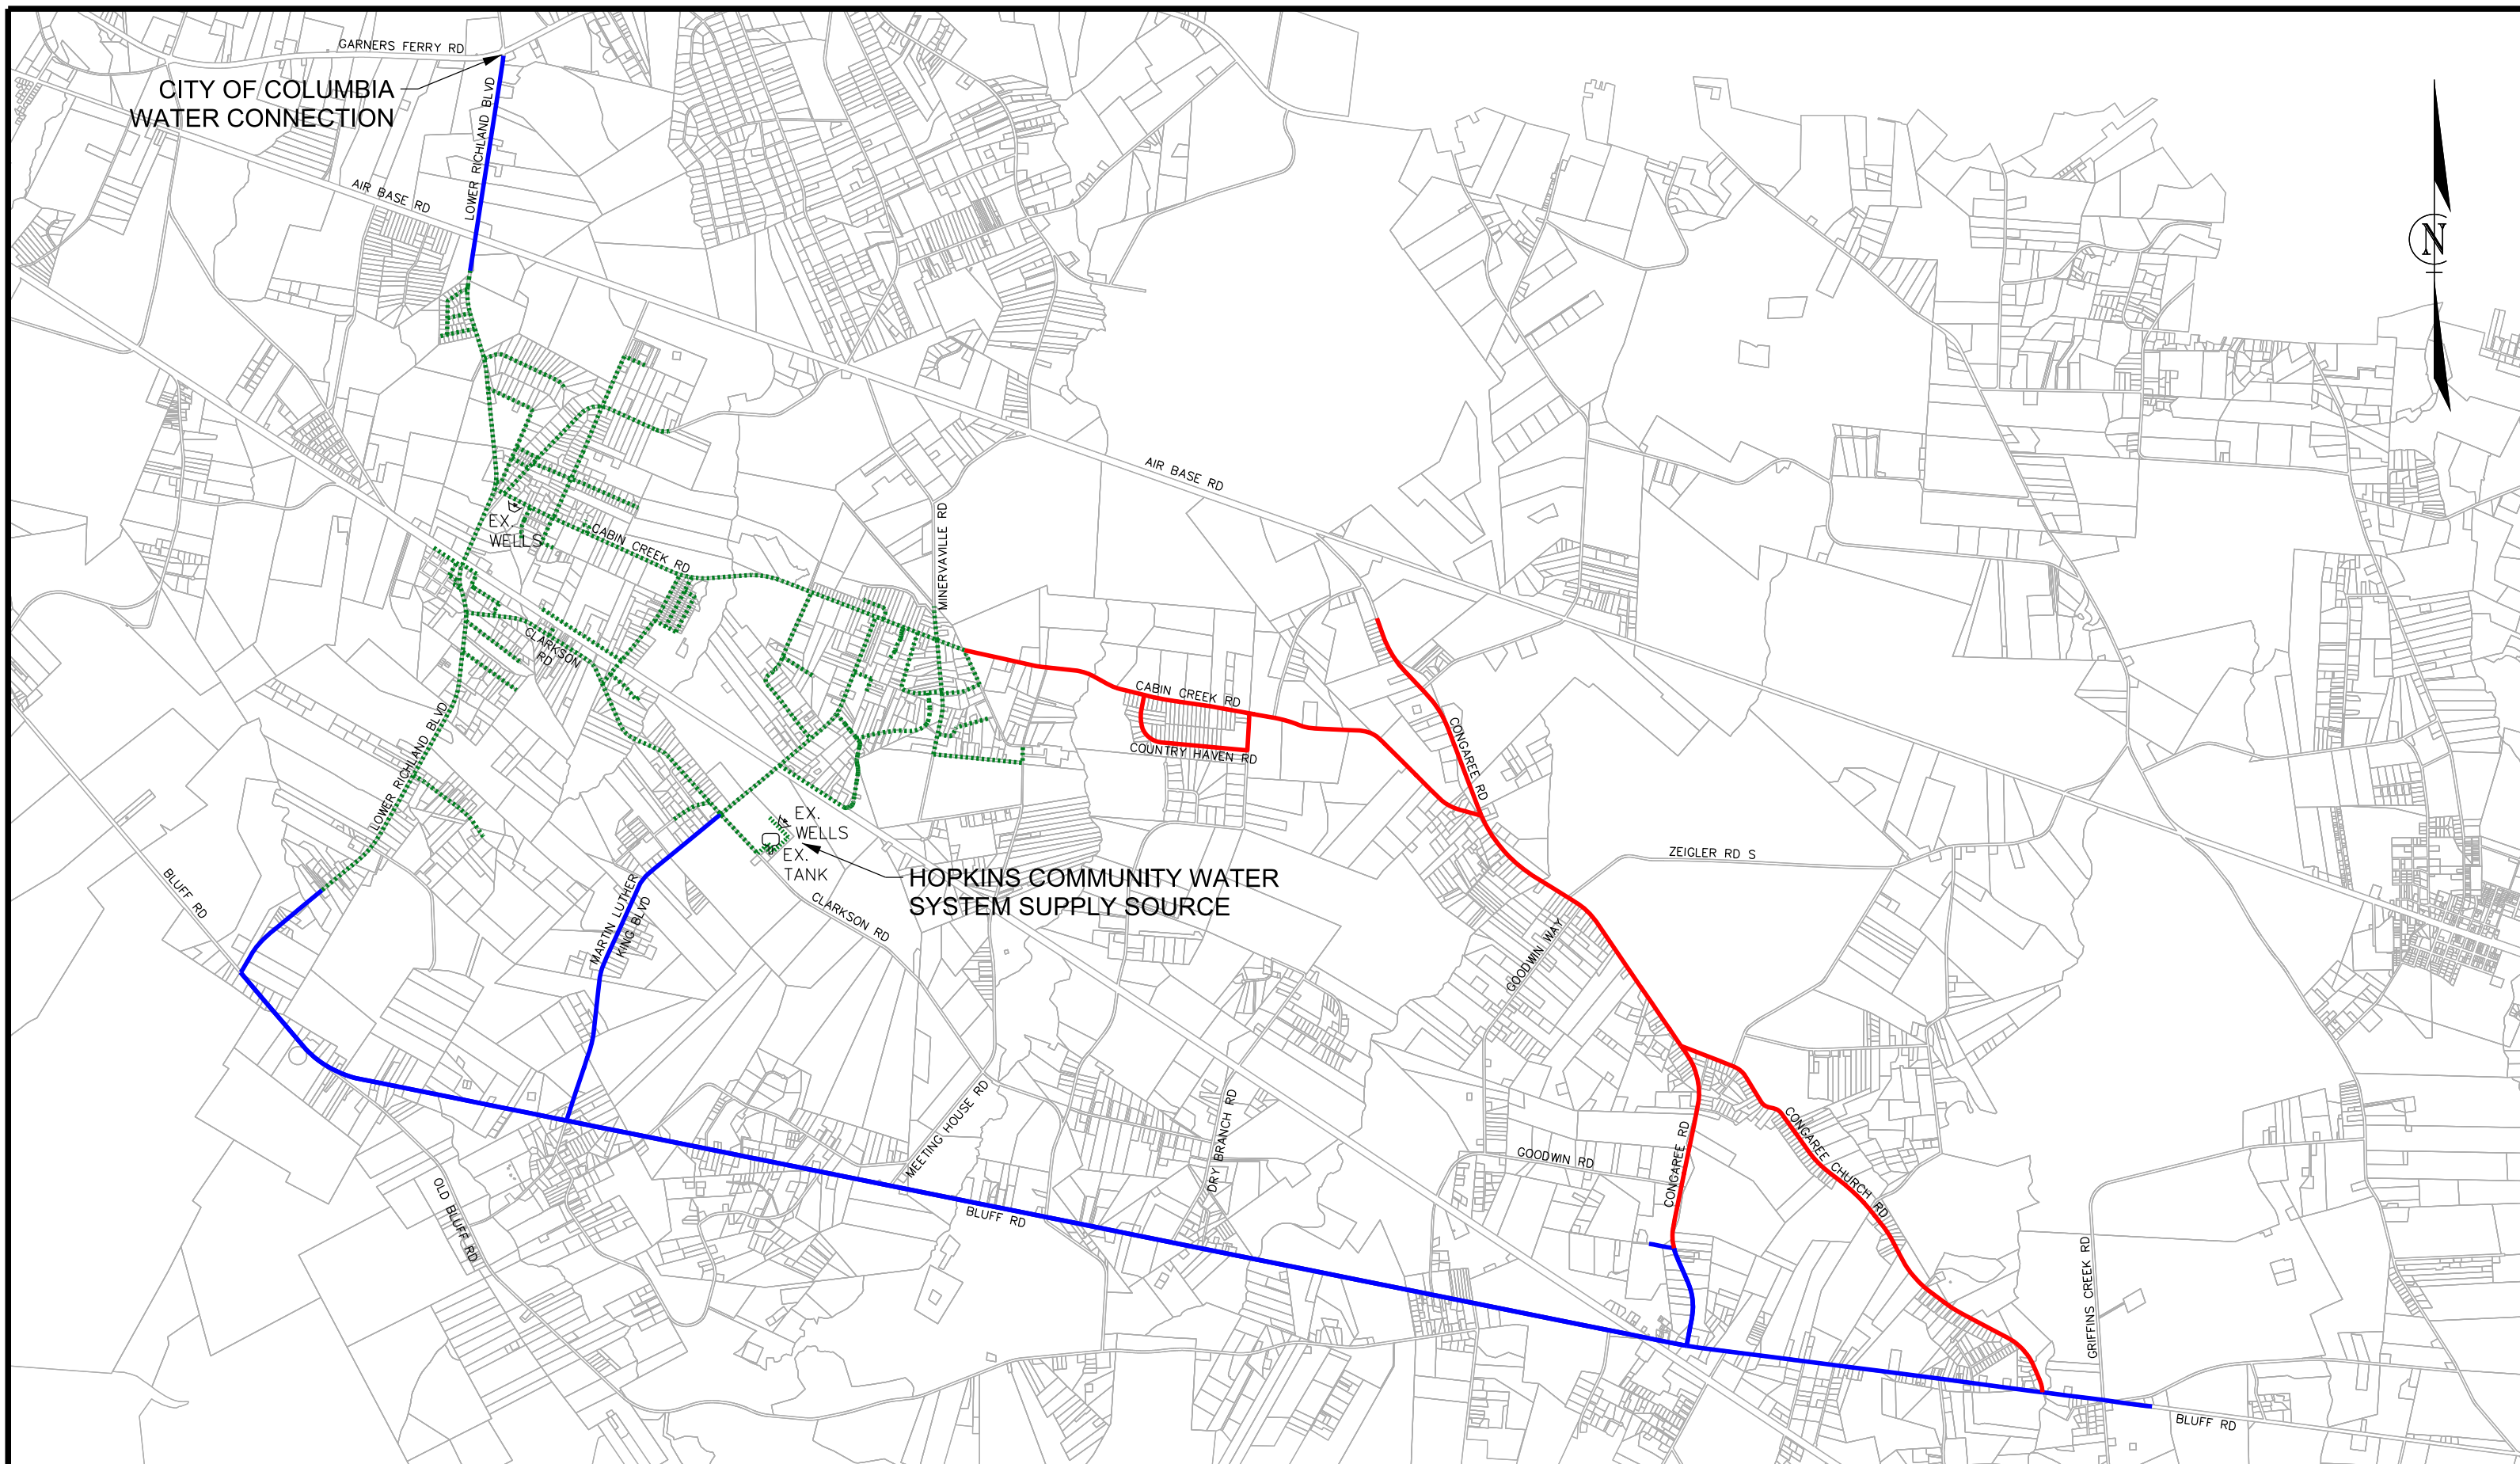 GARNERS FERRY RD
CITY OF COLUMBIA
WATER CONNECTION
LOWER RICHLAND BLVD
AIR BASE RD
N
AIR BASE RD
MINERVAILLE RD
EX.
WELLS
CABIN CREEK RD
CLARKSON
RD
CABIN CREEK RD
COUNTRY HAVEN RD
CONGAREE RD
LOWER RICHLAND BLVD
EX.
WELLS
EX.
TANK
HOPKINS COMMUNITY WATER
SYSTEM SUPPLY SOURCE
ZEIGLER RD S
BLUFF RD
MARTIN LUTHER
KING BLVD
CLARKSON RD
GOODWIN WAY
MEETING HOUSE RD
DRY BRANCH RD
GOODWIN RD
CONGAREE RD
CONGAREE CHURCH RD
OLD BLUFF RD
BLUFF RD
GRIFFINS CREEK RD
BLUFF RD